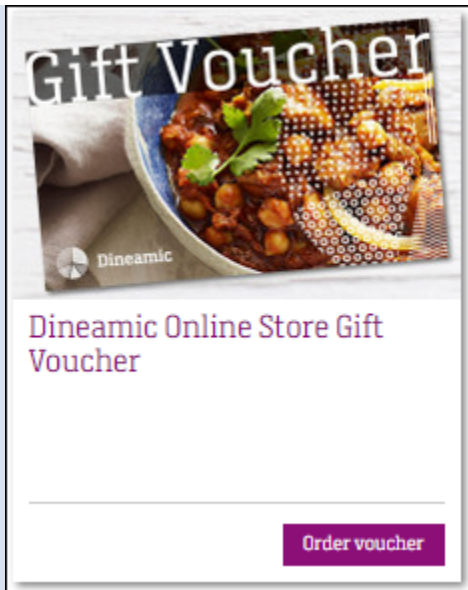 Gift Voucher
Dineamic
Dineamic Online Store Gift
Voucher
Order voucher